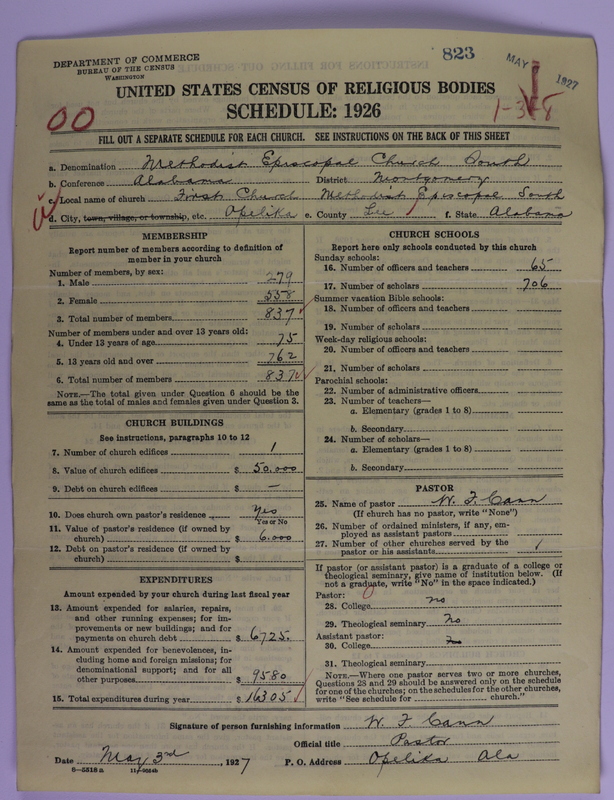 DEPARTMENT OF COMMERCE
BUREAU OF THE CENSUS
WASHINGTON
823
MAY 1927
UNITED STATES CENSUS OF RELIGIOUS BODIES
SCHEDULE: 1926
00
1-3-8
FILL OUT A SEPARATE SCHEDULE FOR EACH CHURCH. SEE INSTRUCTIONS ON THE BACK OF THIS SHEET
a. Denomination Methodist Episcopal Church South
b. Conference Alabama District Montgomery
c. Local name of church First Church Methodist Episcopal South
d. City, town, village, or township, etc. Opelika e. County Lee f. State Alabama
MEMBERSHIP
Report number of members according to definition of
member in your church
Number of members, by sex:
1. Male 279
2. Female 558
3. Total number of members 837
Number of members under and over 13 years old:
4. Under 13 years of age 75
5. 13 years old and over 762
6. Total number of members 837
NOTE.—The total given under Question 6 should be
same as the total of males and females given under Question 3.
CHURCH BUILDINGS
See instructions, paragraphs 10 to 12
7. Number of church edifices 1
8. Value of church edifices $ 50,000
9. Debt on church edifices $ —
10. Does church own pastor's residence Yes
Yes or No
11. Value of pastor's residence (if owned by
church) $ 6,000
12. Debt on pastor's residence (if owned by
church) $
EXPENDITURES
Amount expended by your church during last fiscal year
13. Amount expended for salaries, repairs,
and other running expenses; for im-
provements or new buildings; and for
payments on church debt $ 6725.
14. Amount expended for benevolences, in-
cluding home and foreign missions; for
denominational support; and for all
other purposes $ 9580
15. Total expenditures during year $ 16305
CHURCH SCHOOLS
Report here only schools conducted by this church
Sunday schools:
16. Number of officers and teachers 65
17. Number of scholars 706
Summer vacation Bible schools:
18. Number of officers and teachers
19. Number of scholars
Week-day religious schools:
20. Number of officers and teachers
21. Number of scholars
Parochial schools:
22. Number of administrative officers
23. Number of teachers—
a. Elementary (grades 1 to 8)
b. Secondary
24. Number of scholars—
a. Elementary (grades 1 to 8)
b. Secondary
PASTOR
25. Name of pastor W. F. Cann
(If church has no pastor, write "None")
26. Number of ordained ministers, if any, em-
ployed as assistant pastors
27. Number of other churches served by the
pastor or his assistants 1
If pastor (or assistant pastor) is a graduate of a college or
theological seminary, give name of institution below. (If
not a graduate, write "No" in the space indicated.)
Pastor:
28. College no
29. Theological seminary No
Assistant pastor:
30. College
31. Theological seminary
NOTE.—Where one pastor serves two or more churches,
Questions 28 and 29 should be answered only on the schedule
for one of the churches; on the schedules for the other churches,
write "See schedule for church."
Signature of person furnishing information W. F. Cann
Official title Pastor
Date May 3rd, 1927 P. O. Address Opelika Ala